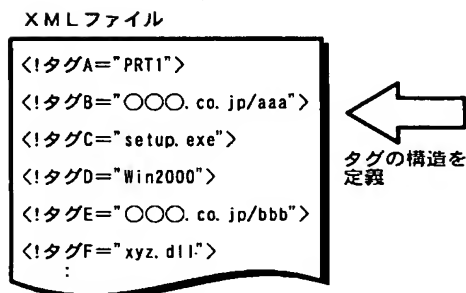 XMLファイル
<!タグA="PRT1">
<!タグB="○○○.co.jp/aaa">
<!タグC="setup.exe">
<!タグD="Win2000">
<!タグE="○○○.co.jp/bbb">
<!タグF="xyz.dll">
:
タグの構造を
定義